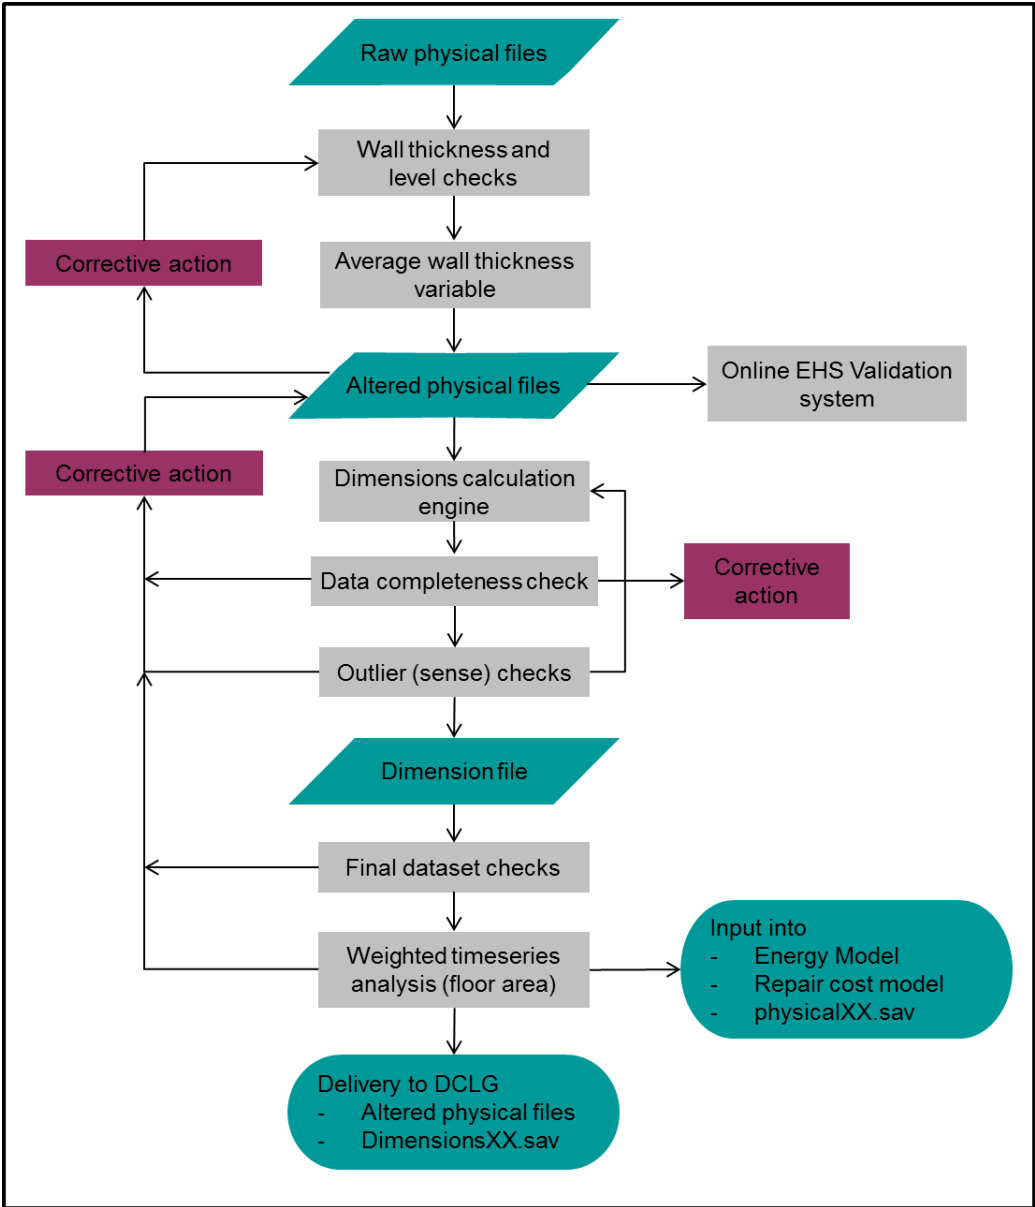 Raw physical files
Wall thickness and
level checks
Corrective action
Average wall thickness
variable
Altered physical files
Online EHS Validation
system
Corrective action
Dimensions calculation
engine
Data completeness check
Corrective
action
Outlier (sense) checks
Dimension file
Final dataset checks
Weighted timeseries
analysis (floor area)
Input into
- Energy Model
- Repair cost model
- physicalXX.sav
Delivery to DCLG
- Altered physical files
- DimensionsXX.sav